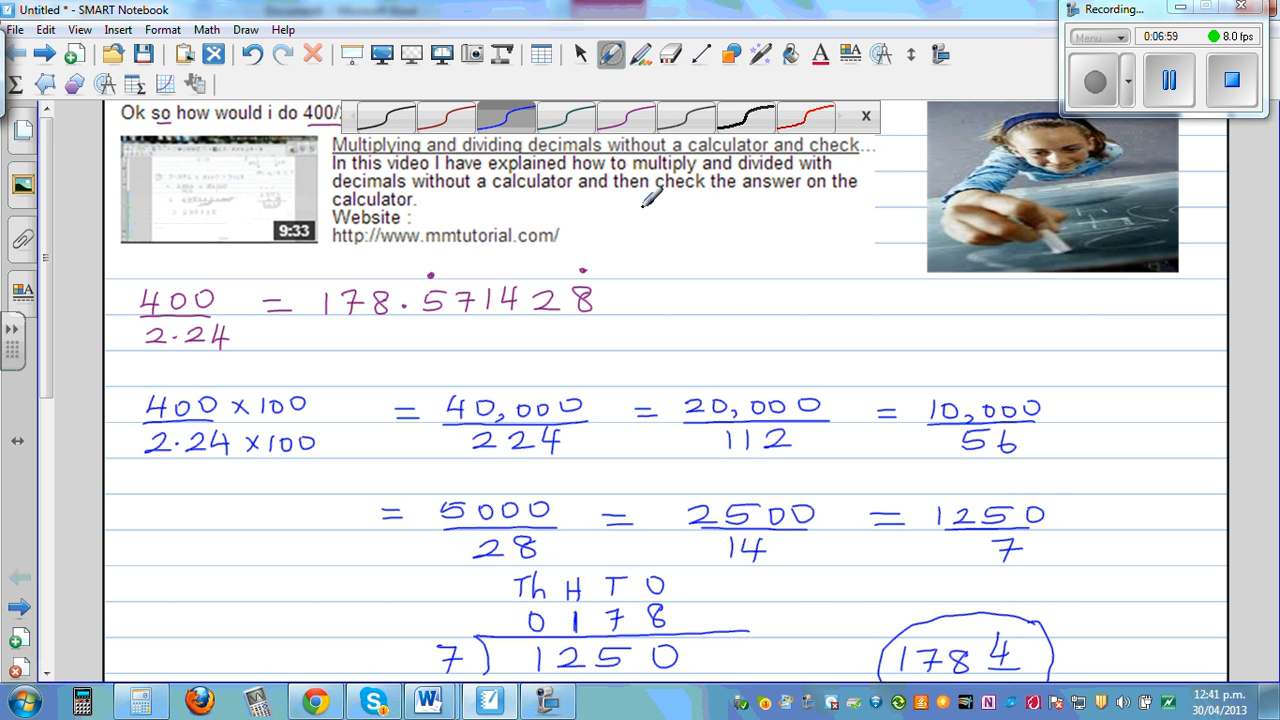 Untitled * - SMART Notebook
Recording...
File Edit View Insert Format Math Draw Help
Menu
0:06:59
8.0 fps
Ok so how would i do 400/
Multiplying and dividing decimals without a calculator and check...
In this video I have explained how to multiply and divided with
decimals without a calculator and then check the answer on the
calculator.
Website :
http://www.mmtutorial.com/
9:33
400/2.24 = 178.5̇71428̇
400 × 100/2.24 × 100 = 40,000/224 = 20,000/112 = 10,000/56
= 5000/28 = 2500/14 = 1250/7
Th H T O
0 1 7 8
7 ) 1 2 5 0
178 4
12:41 p.m.
30/04/2013